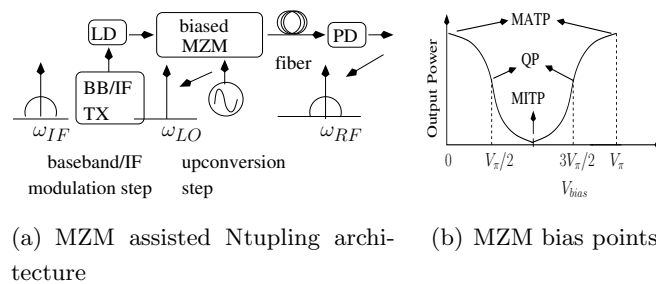 LD
biased
MZM
PD
fiber
BB/IF
TX
ω_IF
ω_LO
ω_RF
baseband/IF
modulation step
upconversion
step
(a) MZM assisted Ntupling archi-
tecture
Output Power
MATP
QP
MITP
0
V_π/2
3V_π/2
V_π
V_bias
(b) MZM bias points